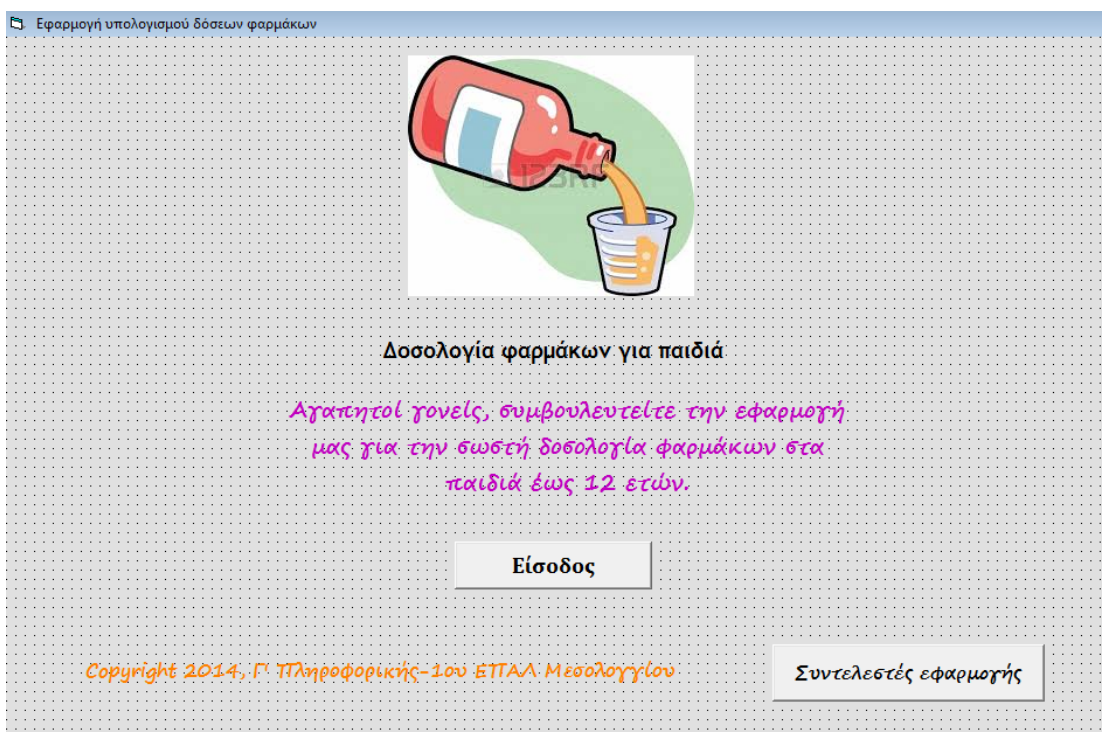 Εφαρμογή υπολογισμού δόσεων φαρμάκων
123RF
Δοσολογία φαρμάκων για παιδιά
Αγαπητοί γονείς, συμβουλευτείτε την εφαρμογή
μας για την σωστή δοσολογία φαρμάκων στα
παιδιά έως 12 ετών.
Είσοδος
Copyright 2014, Γ' Πληροφορικής-1ου ΕΠΑΛ Μεσολογγίου
Συντελεστές εφαρμογής